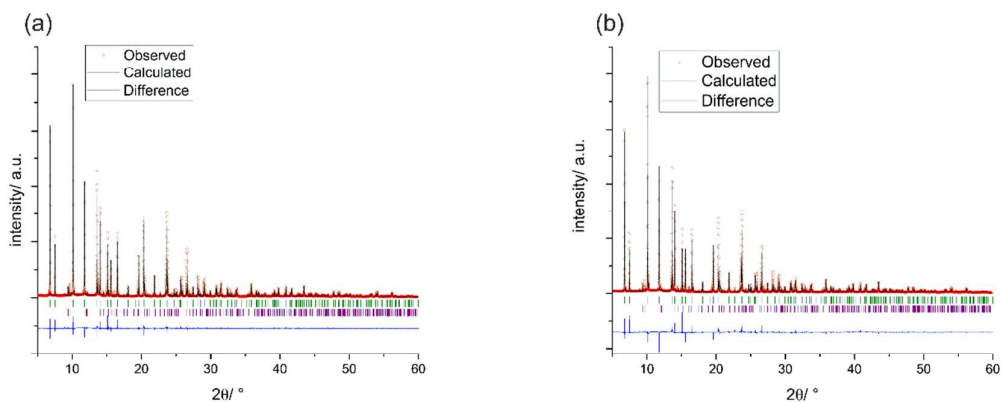 (a)
Observed
Calculated
Difference
intensity/ a.u.
10 20 30 40 50 60
2θ/ °
(b)
Observed
Calculated
Difference
intensity/ a.u.
10 20 30 40 50 60
2θ/ °